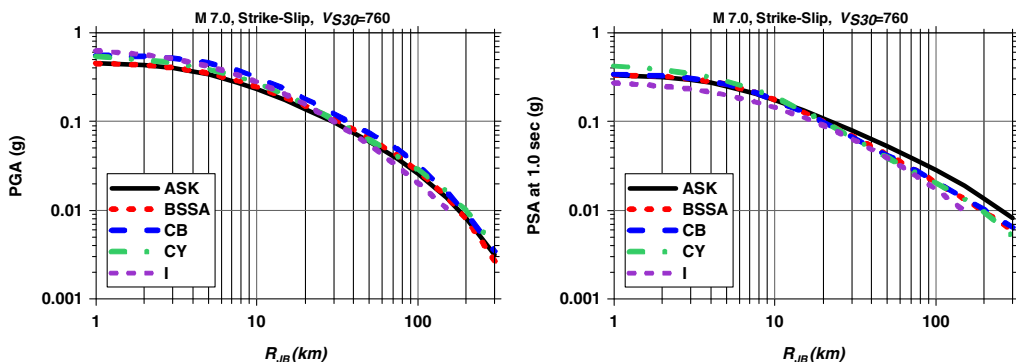 M 7.0, Strike-Slip, VS30=760
PGA (g)
1
0.1
0.01
0.001
ASK
BSSA
CB
CY
I
1
10
100
RJB(km)
M 7.0, Strike-Slip, VS30=760
PSA at 1.0 sec (g)
1
0.1
0.01
0.001
ASK
BSSA
CB
CY
I
1
10
100
RJB(km)